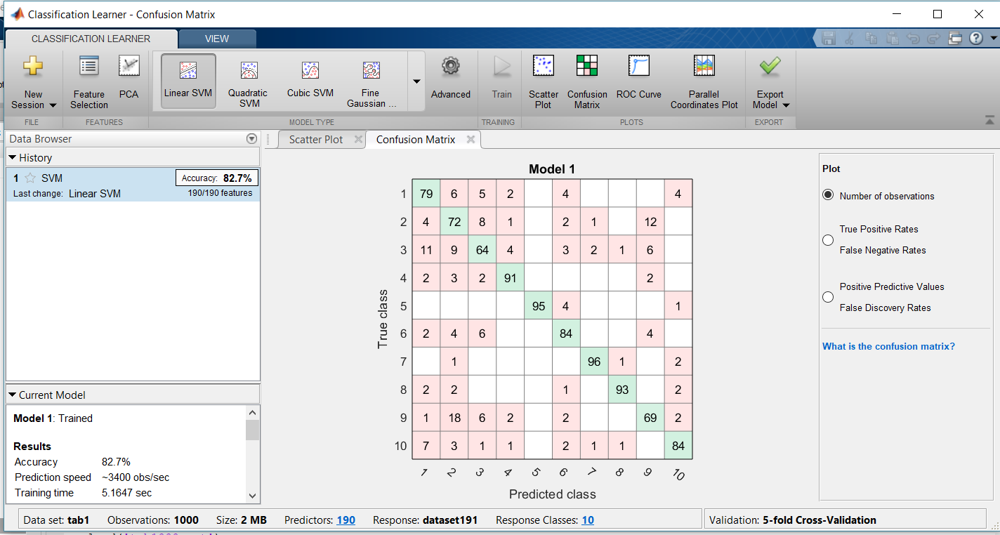 Classification Learner - Confusion Matrix
CLASSIFICATION LEARNER VIEW
New
Session
Feature
Selection
PCA
Linear SVM
Quadratic
SVM
Cubic SVM
Fine
Gaussian ...
Advanced
Train
Scatter
Plot
Confusion
Matrix
ROC Curve
Parallel
Coordinates Plot
Export
Model
FILE FEATURES MODEL TYPE TRAINING PLOTS EXPORT
Data Browser
Scatter Plot Confusion Matrix
History
1 SVM Accuracy: 82.7%
Last change: Linear SVM 190/190 features
Current Model
Model 1: Trained
Results
Accuracy 82.7%
Prediction speed ~3400 obs/sec
Training time 5.1647 sec
Model 1
True class
1 79 6 5 2 4 4
2 4 72 8 1 2 1 12
3 11 9 64 4 3 2 1 6
4 2 3 2 91 2
5 95 4 1
6 2 4 6 84 4
7 1 96 1 2
8 2 2 1 93 2
9 1 18 6 2 2 69 2
10 7 3 1 1 2 1 1 84
1 2 3 4 5 6 7 8 9 10
Predicted class
Plot
Number of observations
True Positive Rates
False Negative Rates
Positive Predictive Values
False Discovery Rates
What is the confusion matrix?
Data set: tab1 Observations: 1000 Size: 2 MB Predictors: 190 Response: dataset191 Response Classes: 10 Validation: 5-fold Cross-Validation